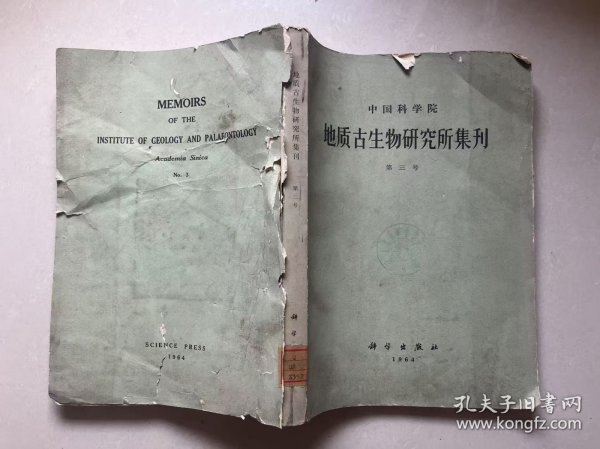 MEMOIRS
OF THE
INSTITUTE OF GEOLOGY AND PALAEONTOLOGY
Academia Sinica
No. 3
SCIENCE PRESS
1964
地质古生物研究所集刊
第三号
科学
中国科学院
地质古生物研究所集刊
第三号
科学出版社
1964
孔夫子旧书网
www.kongfz.com